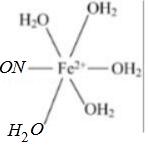 H₂O OH₂
ON Fe²⁺ OH₂
OH₂
H₂O